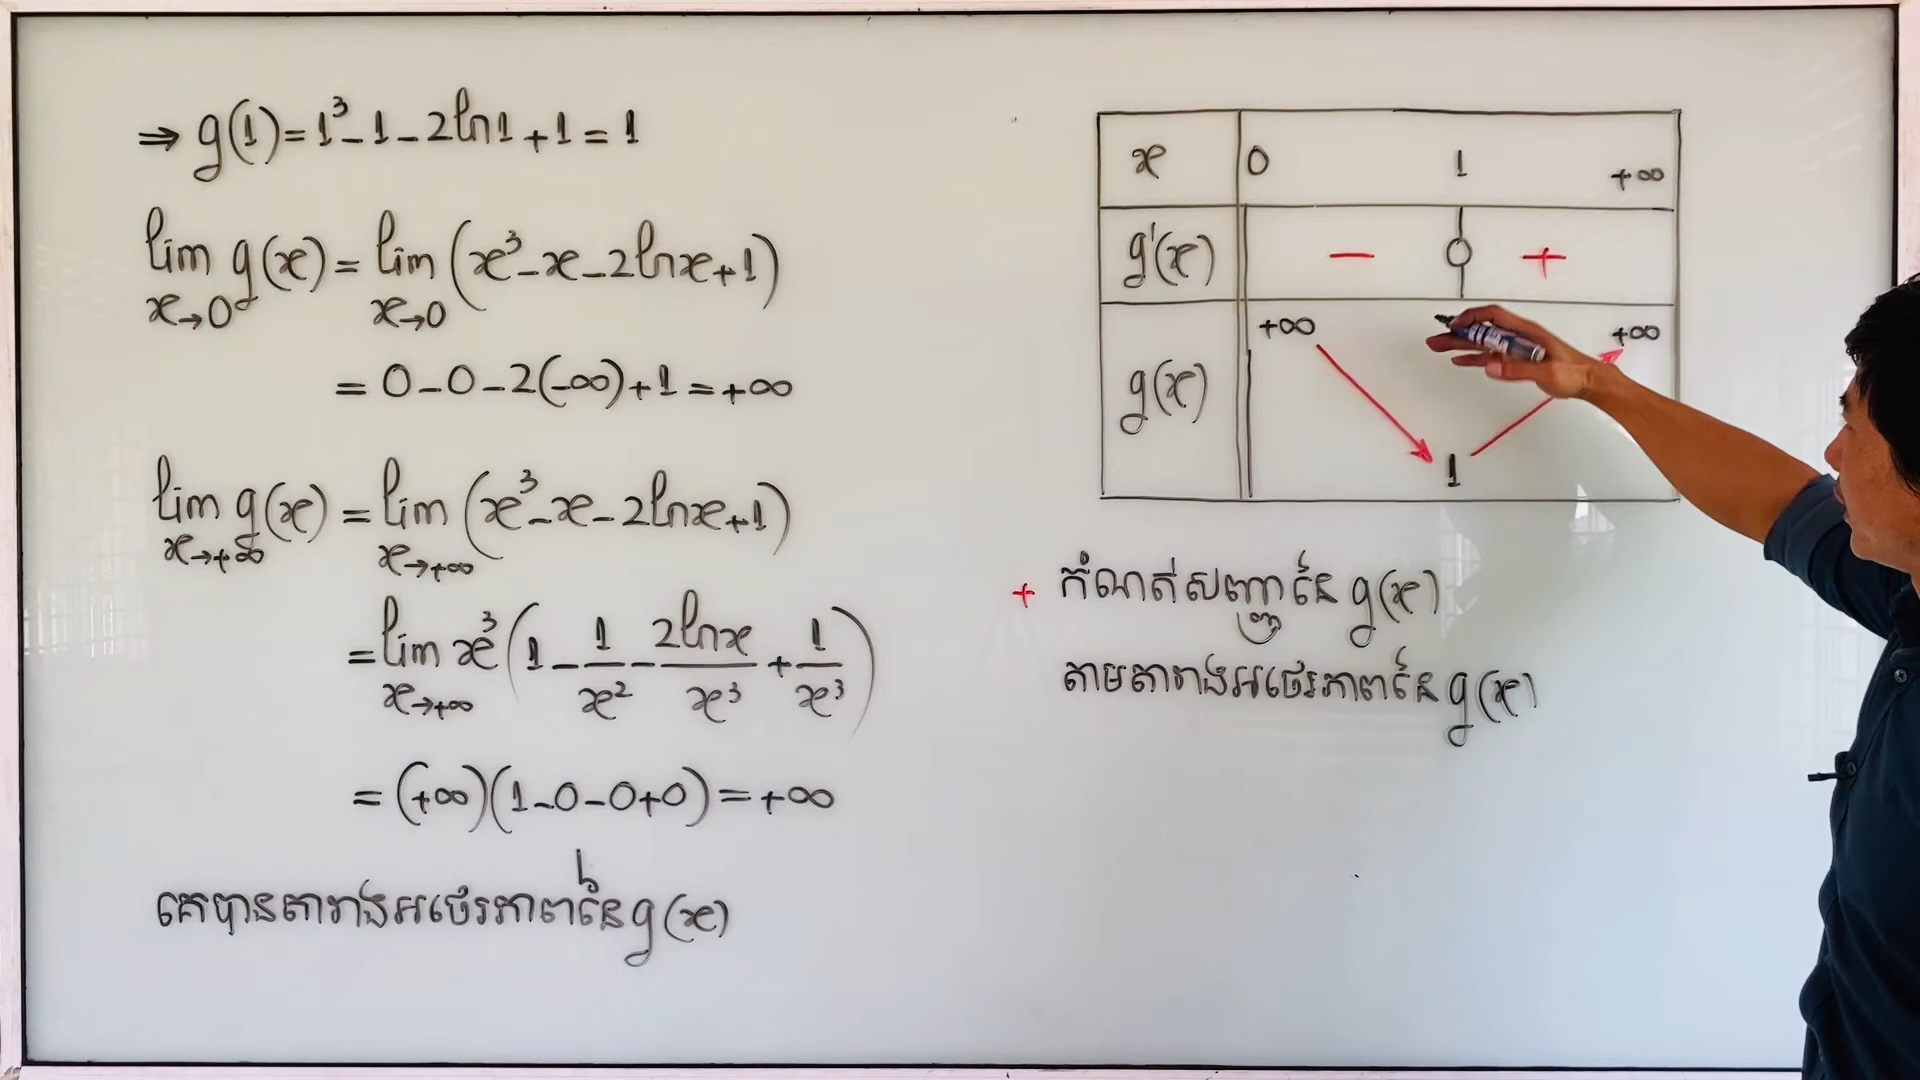 ⇒ g(1) = 1³ - 1 - 2ln1 + 1 = 1
lim g(x) = lim (x³ - x - 2lnx + 1)
x→0 x→0
= 0 - 0 - 2(-∞) + 1 = +∞
lim g(x) = lim (x³ - x - 2lnx + 1)
x→+∞ x→+∞
= lim x³ (1 - 1/x² - 2lnx/x³ + 1/x³)
x→+∞
= (+∞)(1 - 0 - 0 + 0) = +∞
គេបានតារាងអថេរភាពនៃ g(x)
x 0 1 +∞
g'(x) - 0 +
g(x) +∞ 1 +∞
+ កំណត់សញ្ញានៃ g(x)
តាមតារាងអថេរភាពនៃ g(x)